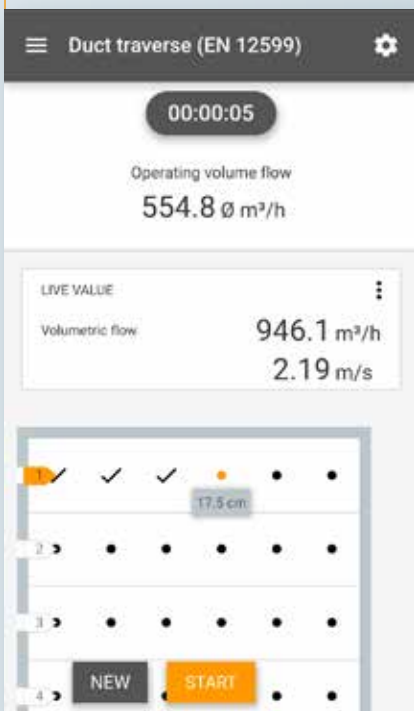 Duct traverse (EN 12599)
00:00:05
Operating volume flow
554.8 Ø m³/h
LIVE VALUE
Volumetric flow
946.1 m³/h
2.19 m/s
1
17.5 cm
2
3
4
NEW
START